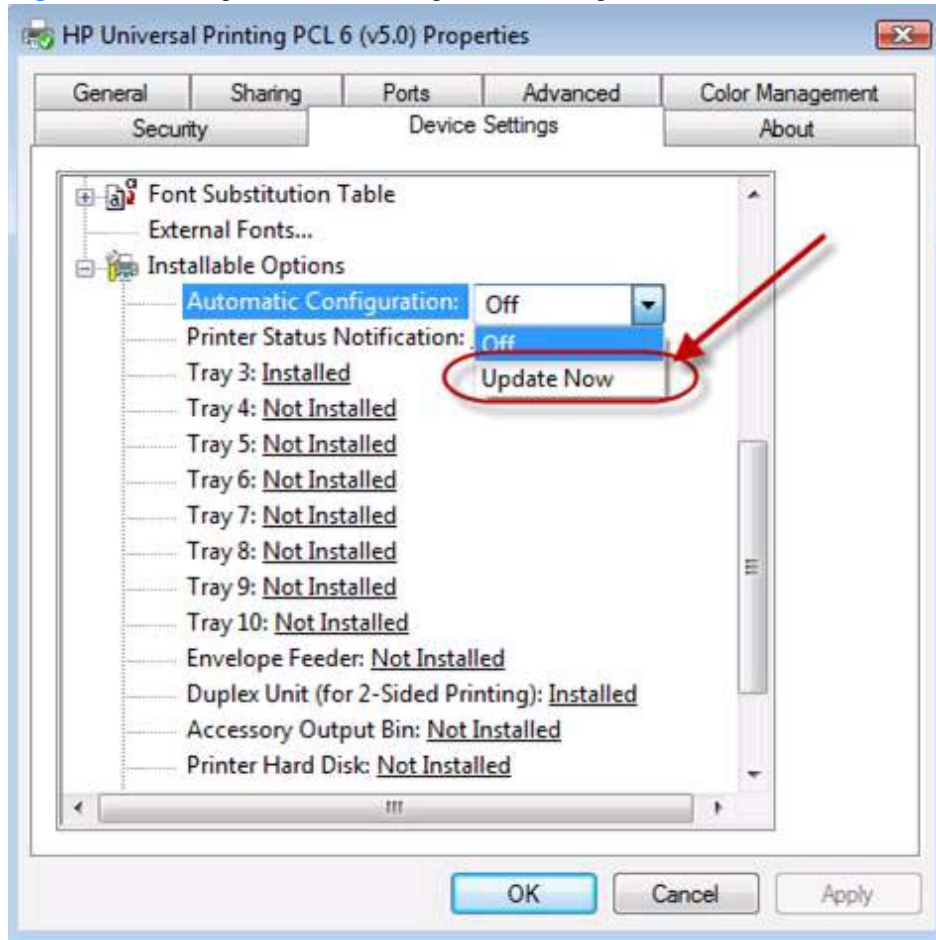 HP Universal Printing PCL 6 (v5.0) Properties
General Sharing Ports Advanced Color Management
Security Device Settings About
Font Substitution Table
External Fonts...
Installable Options
Automatic Configuration: Off
Printer Status Notification: Off
Tray 3: Installed Update Now
Tray 4: Not Installed
Tray 5: Not Installed
Tray 6: Not Installed
Tray 7: Not Installed
Tray 8: Not Installed
Tray 9: Not Installed
Tray 10: Not Installed
Envelope Feeder: Not Installed
Duplex Unit (for 2-Sided Printing): Installed
Accessory Output Bin: Not Installed
Printer Hard Disk: Not Installed
OK Cancel Apply